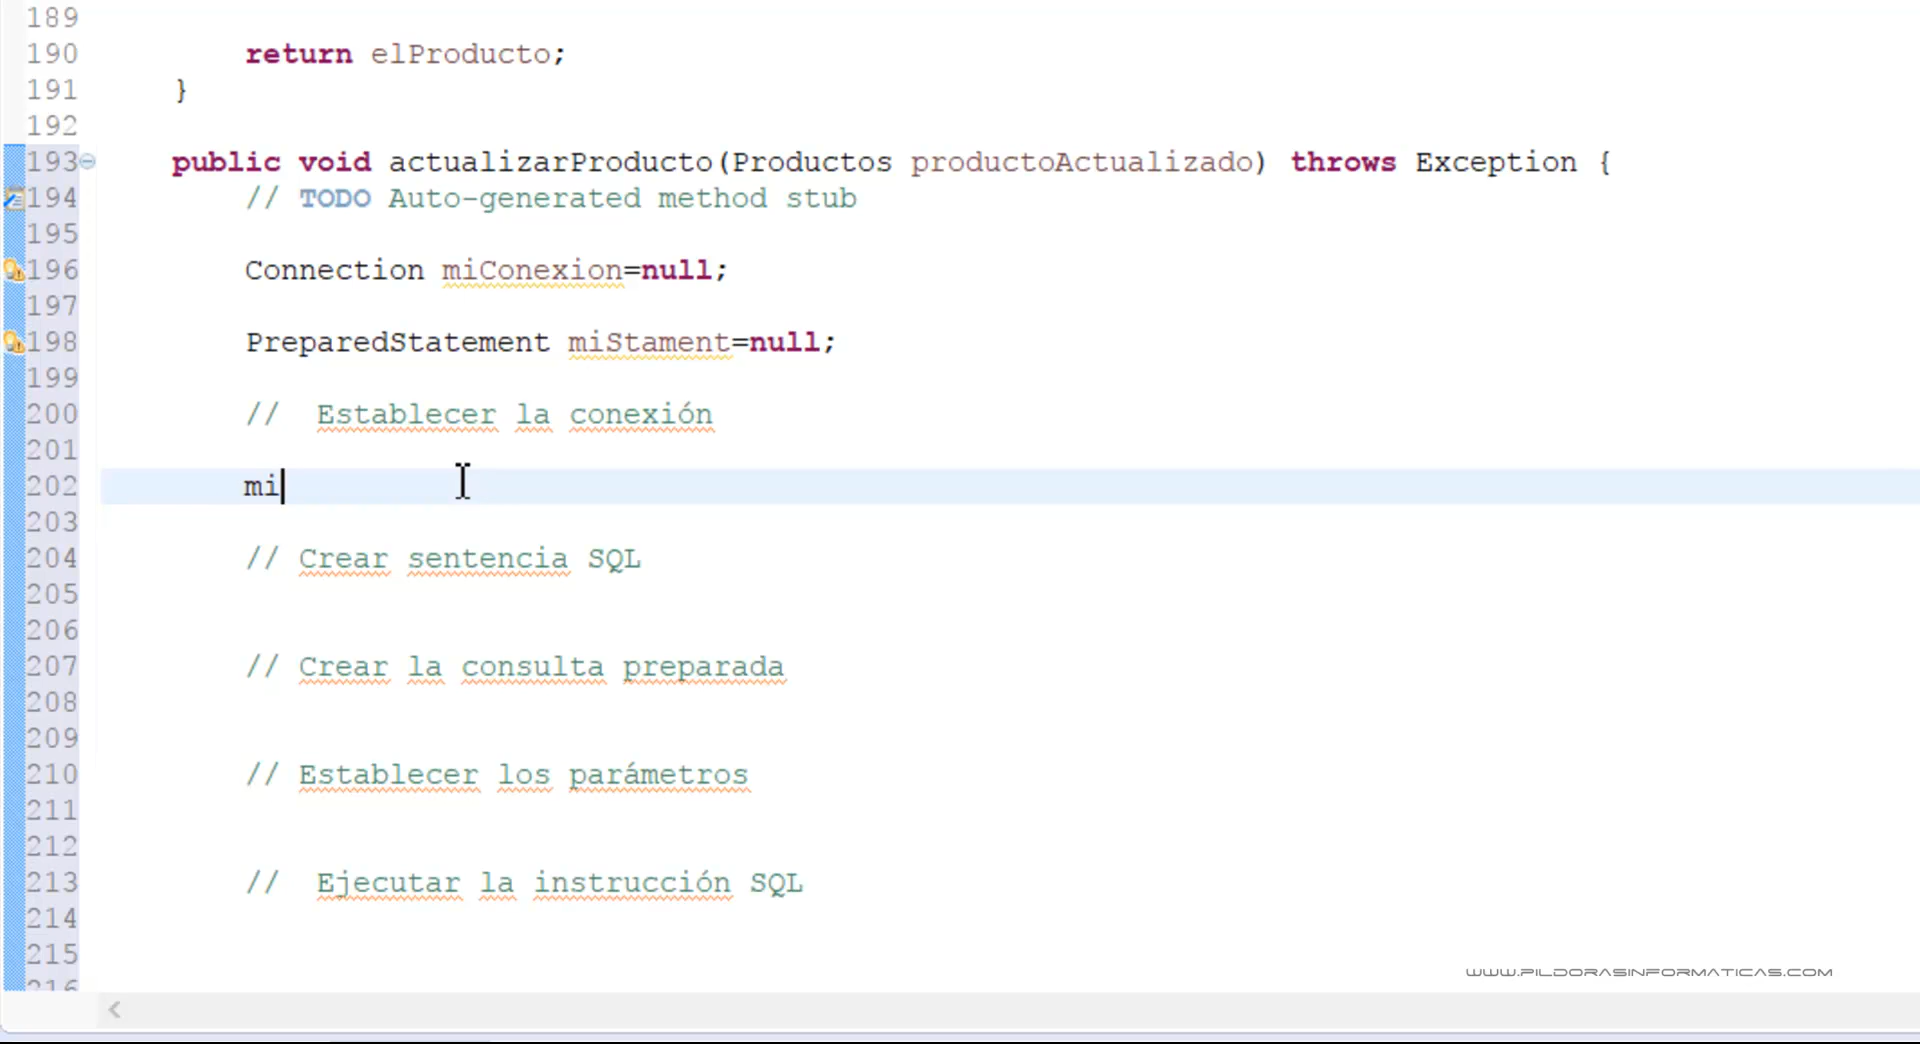 189
190 return elProducto;
191 }
192
193 public void actualizarProducto(Productos productoActualizado) throws Exception {
194 // TODO Auto-generated method stub
195
196 Connection miConexion=null;
197
198 PreparedStatement miStament=null;
199
200 //  Establecer la conexión
201
202 mi
203
204 // Crear sentencia SQL
205
206
207 // Crear la consulta preparada
208
209
210 // Establecer los parámetros
211
212
213 //  Ejecutar la instrucción SQL
214
215
WWW.PILDORASINFORMATICAS.COM
216